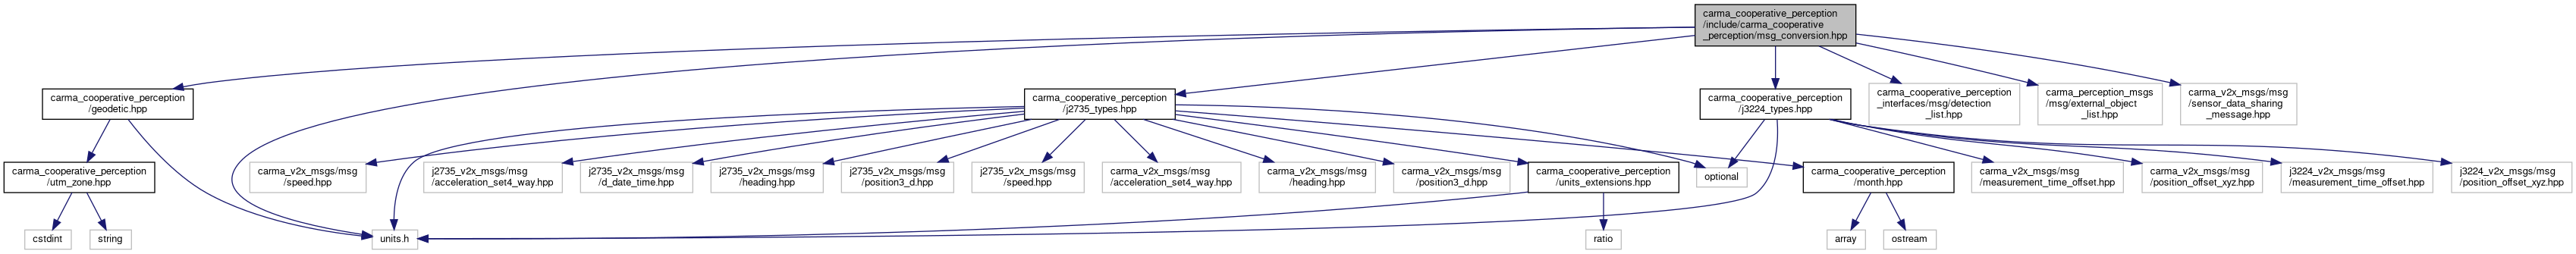 carma_cooperative_perception
/include/carma_cooperative
_perception/msg_conversion.hpp
carma_cooperative_perception
/geodetic.hpp
carma_cooperative_perception
/j2735_types.hpp
carma_cooperative_perception
/j3224_types.hpp
carma_cooperative_perception
_interfaces/msg/detection
_list.hpp
carma_perception_msgs
/msg/external_object
_list.hpp
carma_v2x_msgs/msg
/sensor_data_sharing
_message.hpp
carma_cooperative_perception
/utm_zone.hpp
carma_v2x_msgs/msg
/speed.hpp
j2735_v2x_msgs/msg
/acceleration_set4_way.hpp
j2735_v2x_msgs/msg
/d_date_time.hpp
j2735_v2x_msgs/msg
/heading.hpp
j2735_v2x_msgs/msg
/position3_d.hpp
j2735_v2x_msgs/msg
/speed.hpp
carma_v2x_msgs/msg
/acceleration_set4_way.hpp
carma_v2x_msgs/msg
/heading.hpp
carma_v2x_msgs/msg
/position3_d.hpp
carma_cooperative_perception
/units_extensions.hpp
optional
carma_cooperative_perception
/month.hpp
carma_v2x_msgs/msg
/measurement_time_offset.hpp
carma_v2x_msgs/msg
/position_offset_xyz.hpp
j3224_v2x_msgs/msg
/measurement_time_offset.hpp
j3224_v2x_msgs/msg
/position_offset_xyz.hpp
cstdint
string
units.h
ratio
array
ostream